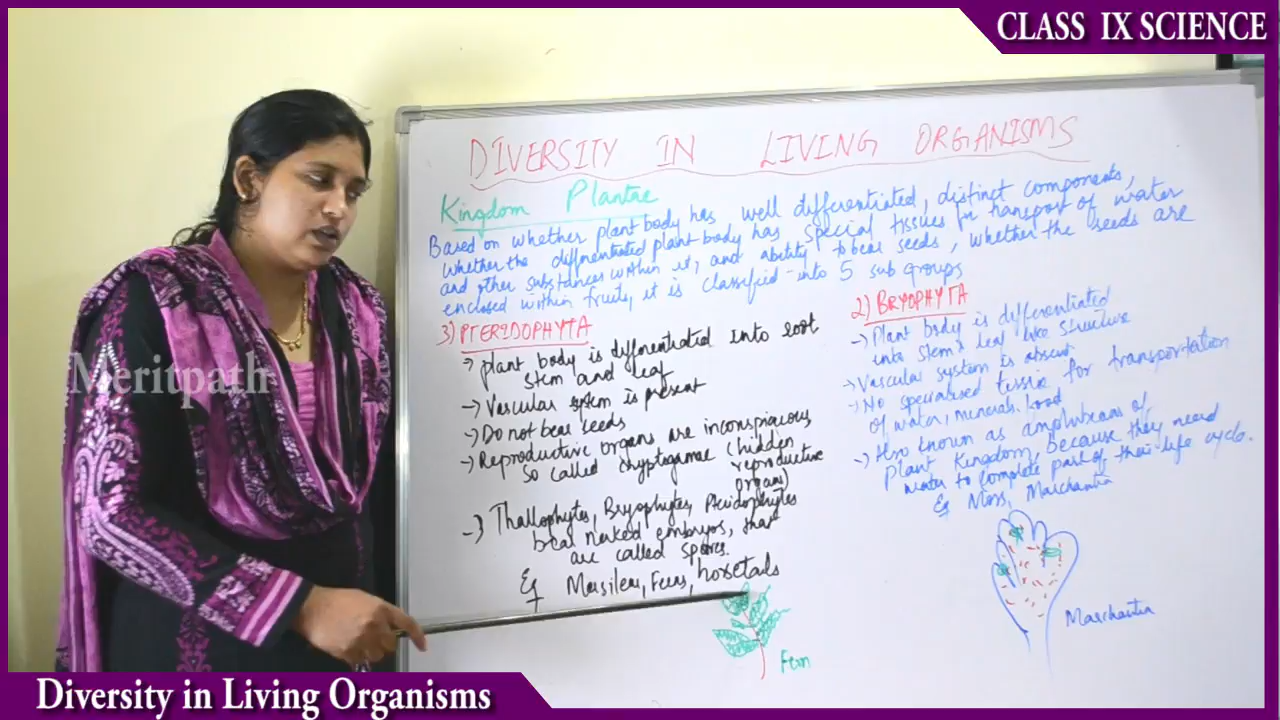 CLASS IX SCIENCE
DIVERSITY IN LIVING ORGANISMS
Kingdom Plantae
Based on whether plant body has well differentiated, distinct components,
whether the differentiated plant body has special tissues for transport of water
and other substances within it, and ability to bear seeds, whether the seeds are
enclosed within fruits, it is classified into 5 sub groups
3) PTERIDOPHYTA
→ plant body is differentiated into root
stem and leaf
→ Vascular system is present
→ Do not bear seeds
→ Reproductive organs are inconspicuous,
so called cryptogamae (hidden
reproductive
organs)
→ Thallophytes, Bryophytes, Pteridophytes
bear naked embryos, that
are called spores.
Eg Marsilea, Ferns, horsetails
Fern
2) BRYOPHYTA
→ Plant body is differentiated
into stem & leaf like structure
→ Vascular system is absent
→ No specialised tissue for transportation
of water, minerals, food
→ Also known as amphibians of
plant Kingdom, because they need
water to complete part of their life cycle.
Eg Moss, Marchantia
Marchantia
Meritpath
Diversity in Living Organisms